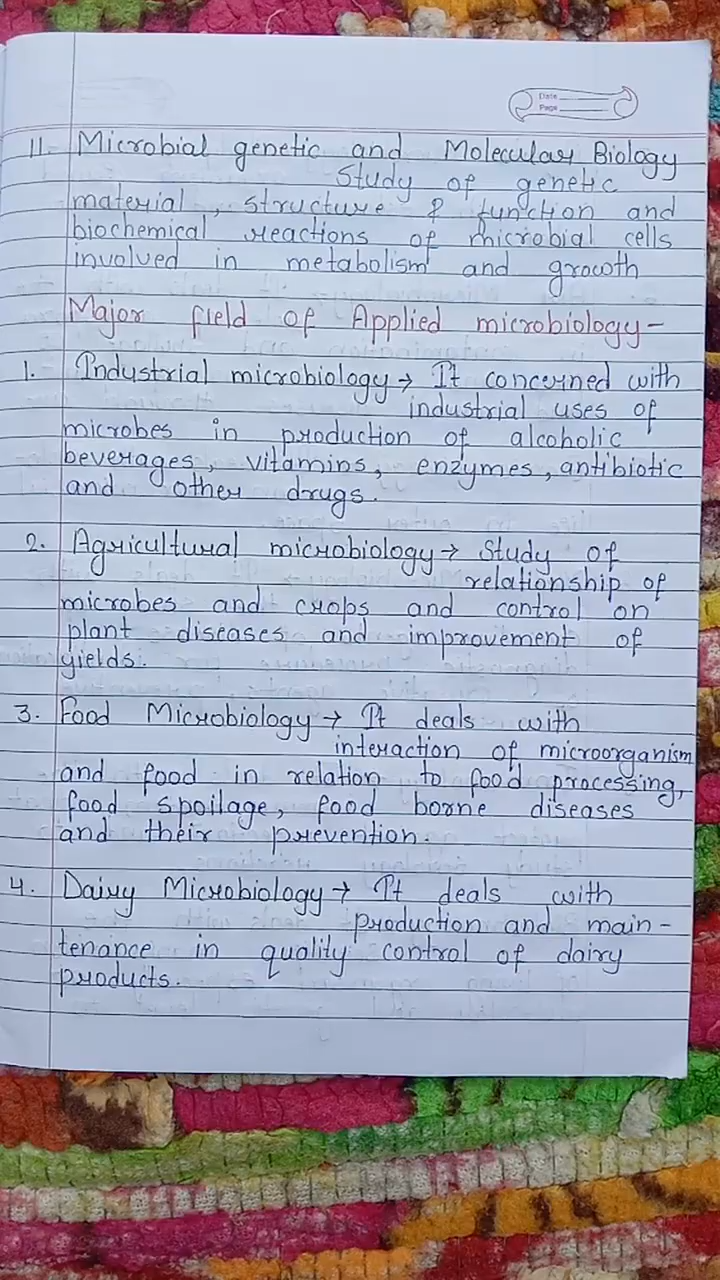 Date
Page
11. Microbial genetic and Molecular Biology
Study of genetic
material, structure & function and
biochemical reactions of microbial cells
involved in metabolism and growth
Major field of Applied microbiology-
1. Industrial microbiology → It concerned with
industrial uses of
microbes in production of alcoholic
beverages, vitamins, enzymes, antibiotic
and other drugs.
2. Agricultural microbiology → Study of
relationship of
microbes and crops and control on
plant diseases and improvement of
yields.
3. Food Microbiology → It deals with
interaction of microorganism
and food in relation to food processing,
food spoilage, food borne diseases
and their prevention.
4. Dairy Microbiology → It deals with
production and main-
tenance in quality control of dairy
products.